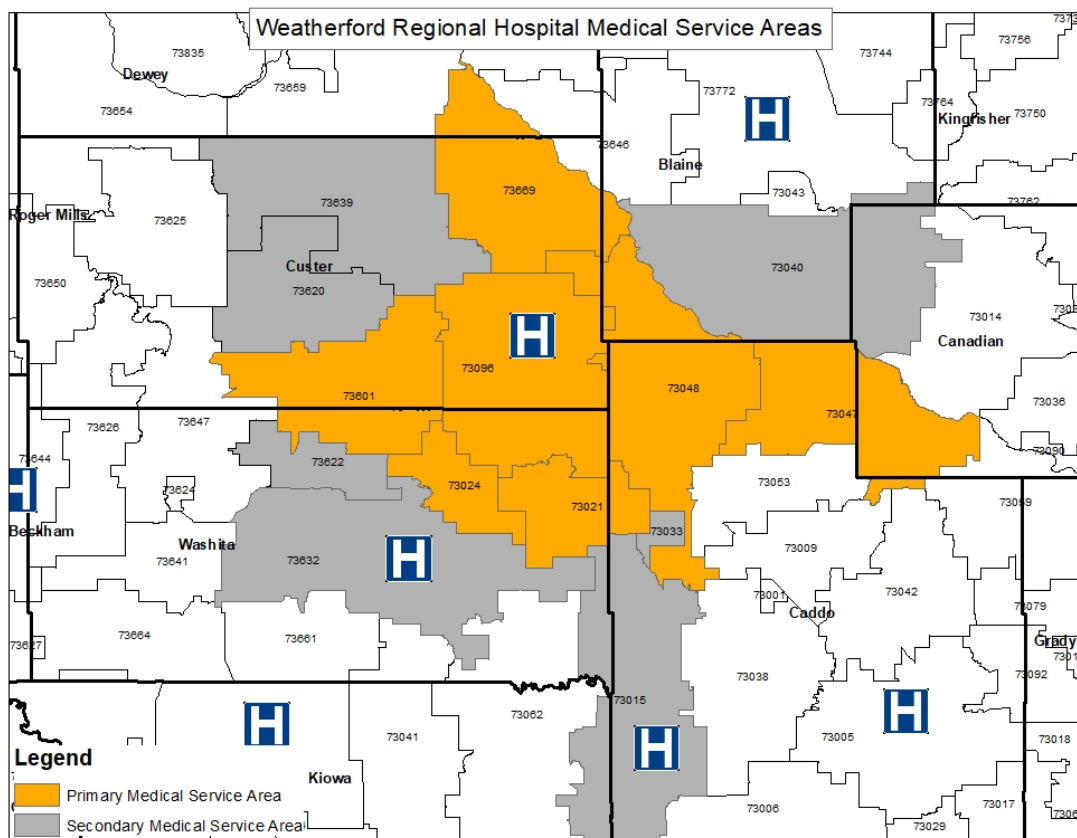 Weatherford Regional Hospital Medical Service Areas
73835
Dewey
73659
73654
73744
73756
73772
73764
Kingfisher
73750
H
73646
Blaine
73669
73043
73762
73639
Roger Mills
73625
Custer
73620
73650
73040
73014
Canadian
H
73096
73601
73048
73047
73036
73090
73647
73626
73644
73622
73624
73024
73021
73053
73059
H
Beckham
Washita
73033
73632
H
73641
73009
73001
73042
Caddo
73079
Grady
73664
73661
73627
73038
73092
73015
73062
73041
H
H
H
73005
73018
Legend
Kiowa
Primary Medical Service Area
73006
73017
Secondary Medical Service Area
73029